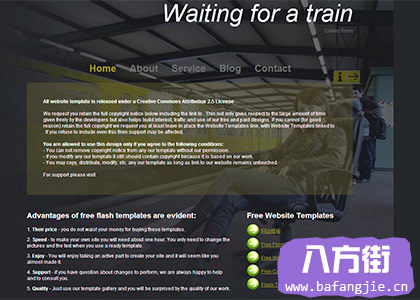 Waiting for a train
Home About Service Blog Contact
All website template is released under a Creative Commons Attribution 2.5 License
We request you retain the full copyright notice below including the link to . This not only gives respect to the large amount of time
given freely by the developers but also helps build interest, traffic and use of our free and paid designs. If you cannot (for good
reason) retain the full copyright we request you at least leave in place the Website Templates line, with Website Templates linked to
. If you refuse to include even this then support may be affected.
You are allowed to use this design only if you agree to the following conditions:
- You can not remove copyright notice from any our template without our permission.
- If you modify any our template it still should contain copyright because it is based on our work.
- You may copy, distribute, modify, etc. any our template as long as link to our website remains untouched.
For support please visit
Advantages of free flash templates are evident:
1. Their price - you do not waist your money for buying these templates.
2. Speed - to make your own site you will need about one hour. You only need to change the
pictures and the text when you use a ready template.
3. Enjoy - You will enjoy taking an active part to create your site and it will seem like you
almost made it.
4. Support - if you have question about changes to perform, we are always happy to help
and to consult you.
5. Quality - Just use our template gallery and you will be surprised by the quality of our work.
Free Website Templates
Free
Free
Free
Flash T
八方街
www.bafangjie.cn